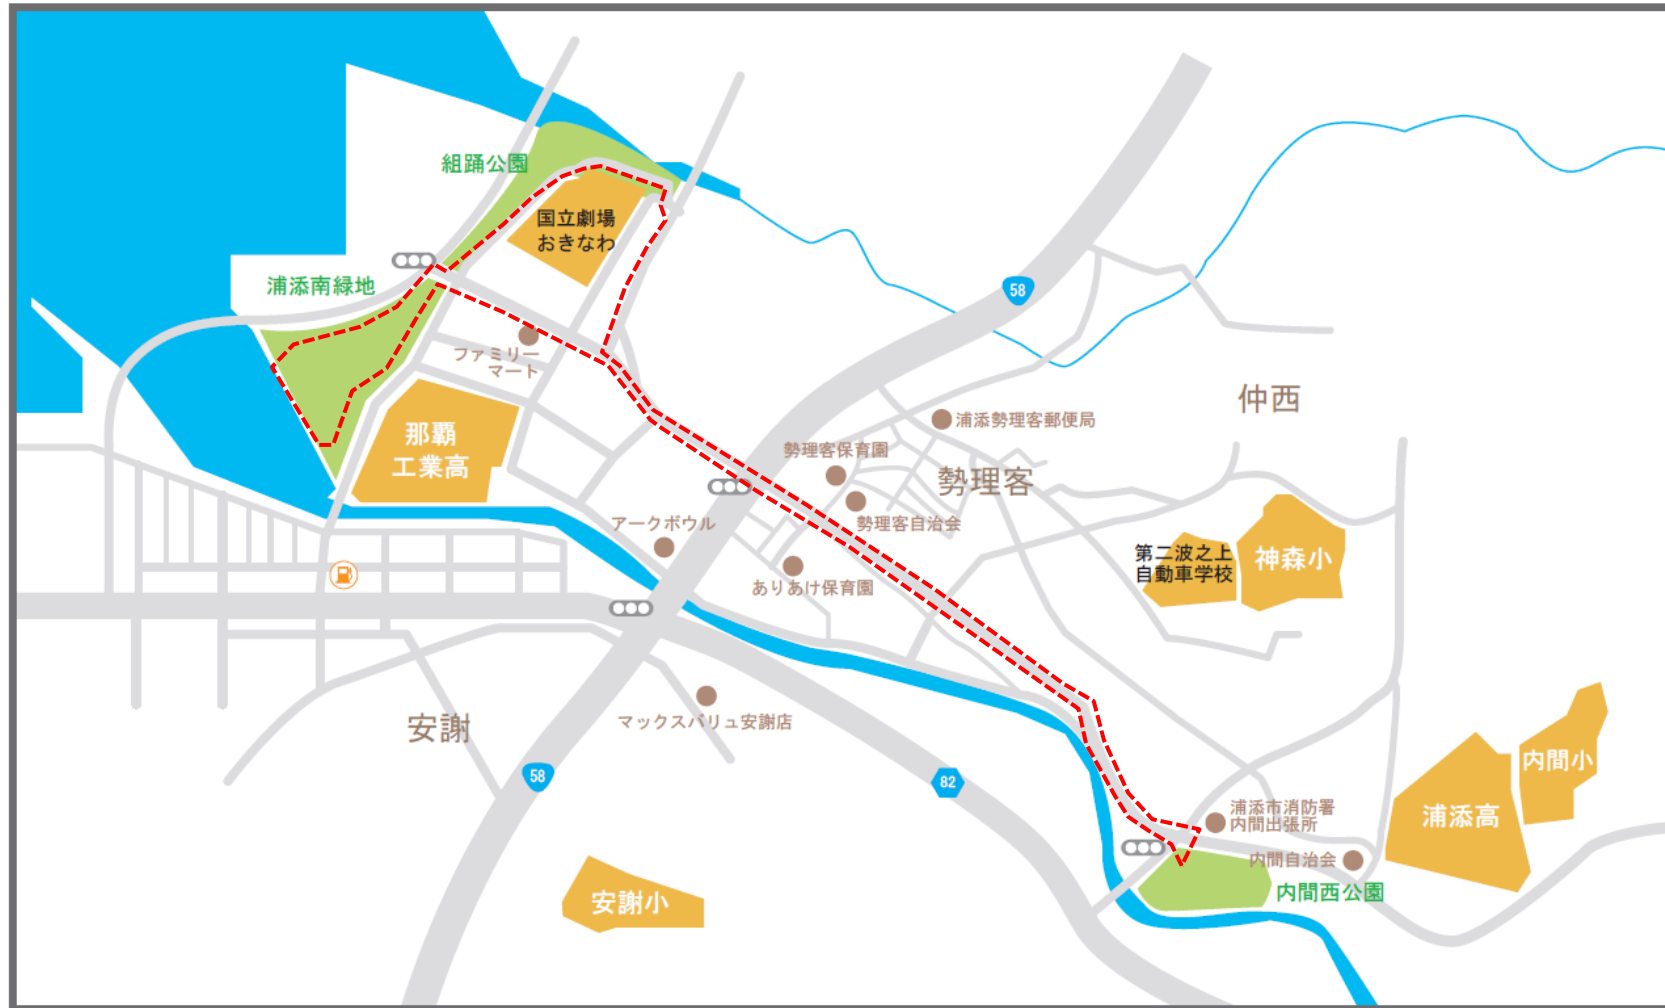 組踊公園
国立劇場
おきなわ
浦添南緑地
58
ファミリー
マート
仲西
那覇
工業高
浦添勢理客郵便局
勢理客保育園
勢理客
勢理客自治会
アークボウル
第二波之上
自動車学校
神森小
ありあけ保育園
マックスバリュ安謝店
安謝
58
82
内間小
浦添高
浦添市消防署
内間出張所
内間自治会
内間西公園
安謝小